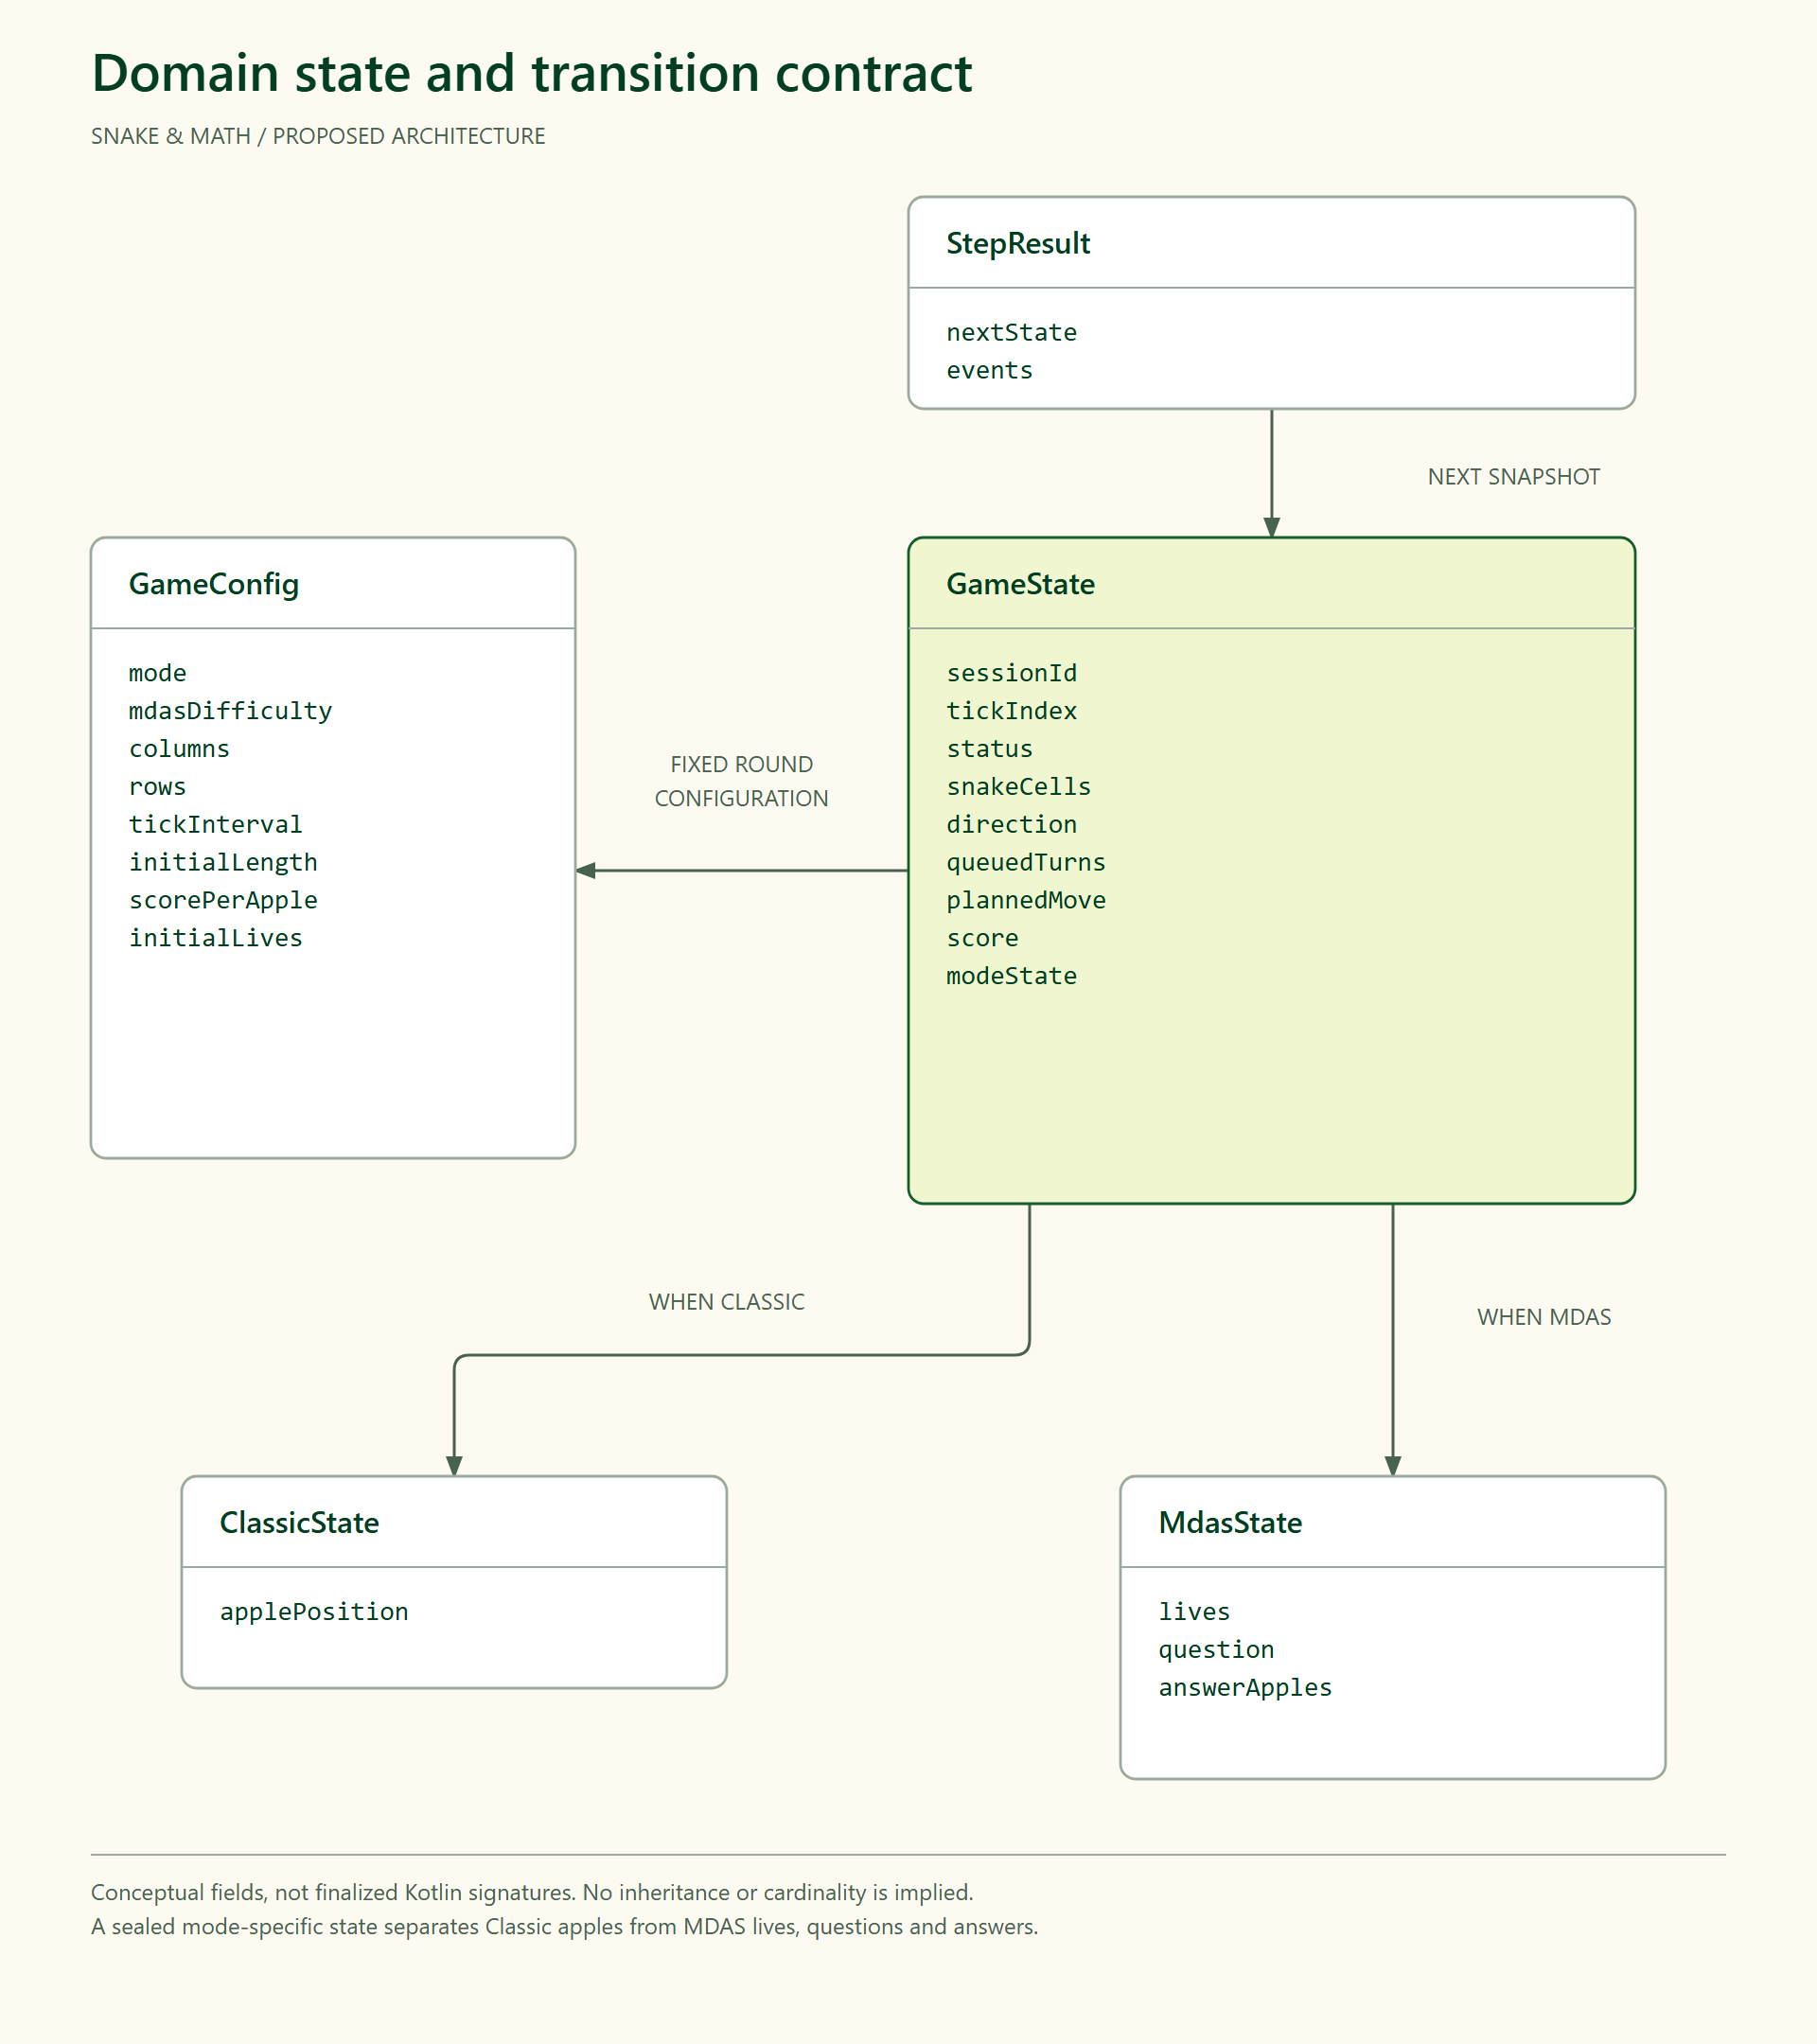 Domain state and transition contract
SNAKE & MATH / PROPOSED ARCHITECTURE
StepResult
nextState
events
NEXT SNAPSHOT
GameConfig
mode
mdasDifficulty
columns
rows
tickInterval
initialLength
scorePerApple
initialLives
FIXED ROUND
CONFIGURATION
GameState
sessionId
tickIndex
status
snakeCells
direction
queuedTurns
plannedMove
score
modeState
WHEN CLASSIC
WHEN MDAS
ClassicState
applePosition
MdasState
lives
question
answerApples
Conceptual fields, not finalized Kotlin signatures. No inheritance or cardinality is implied.
A sealed mode-specific state separates Classic apples from MDAS lives, questions and answers.